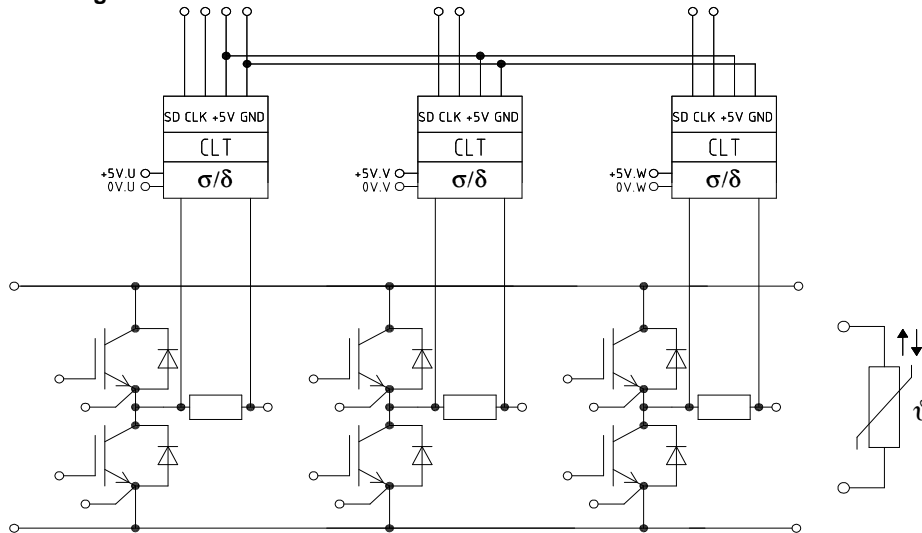 SD CLK +5V GND
CLT
σ/δ
+5V.U
0V.U
SD CLK +5V GND
CLT
σ/δ
+5V.V
0V.V
SD CLK +5V GND
CLT
σ/δ
+5V.W
0V.W
ϑ